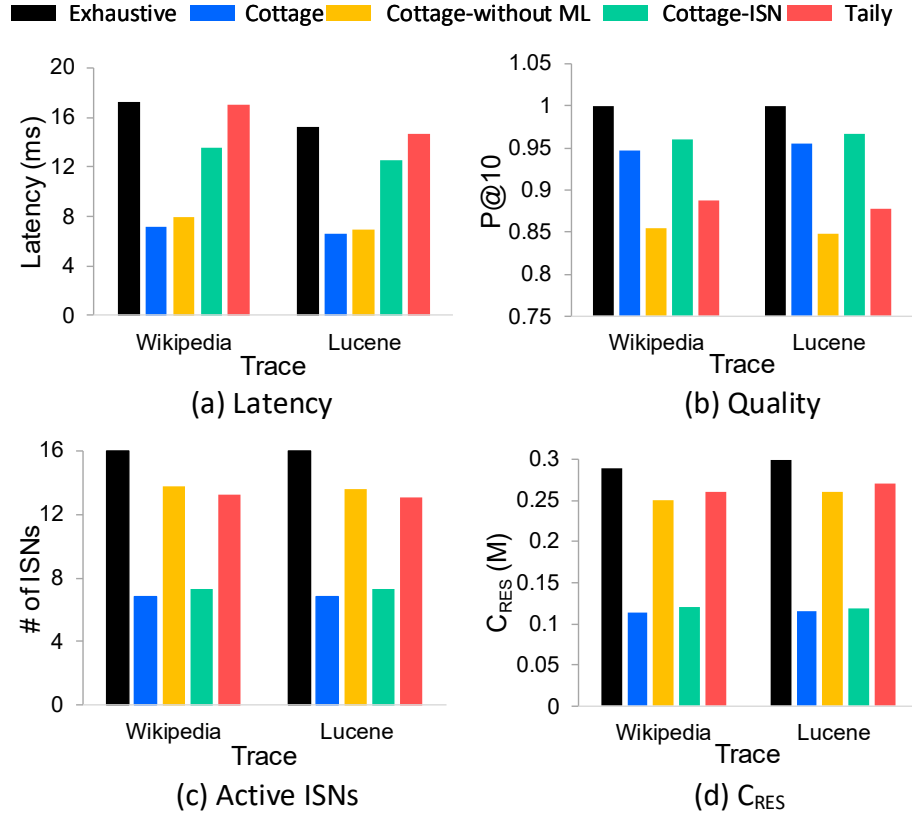 Exhaustive Cottage Cottage-without ML Cottage-ISN Taily
20
16
12
8
4
0
Latency (ms)
Wikipedia Lucene
Trace
(a) Latency
1.05
1
0.95
0.9
0.85
0.8
0.75
P@10
Wikipedia Lucene
Trace
(b) Quality
16
12
8
4
0
# of ISNs
Wikipedia Lucene
Trace
(c) Active ISNs
0.3
0.25
0.2
0.15
0.1
0.05
0
CRES (M)
Wikipedia Lucene
Trace
(d) CRES